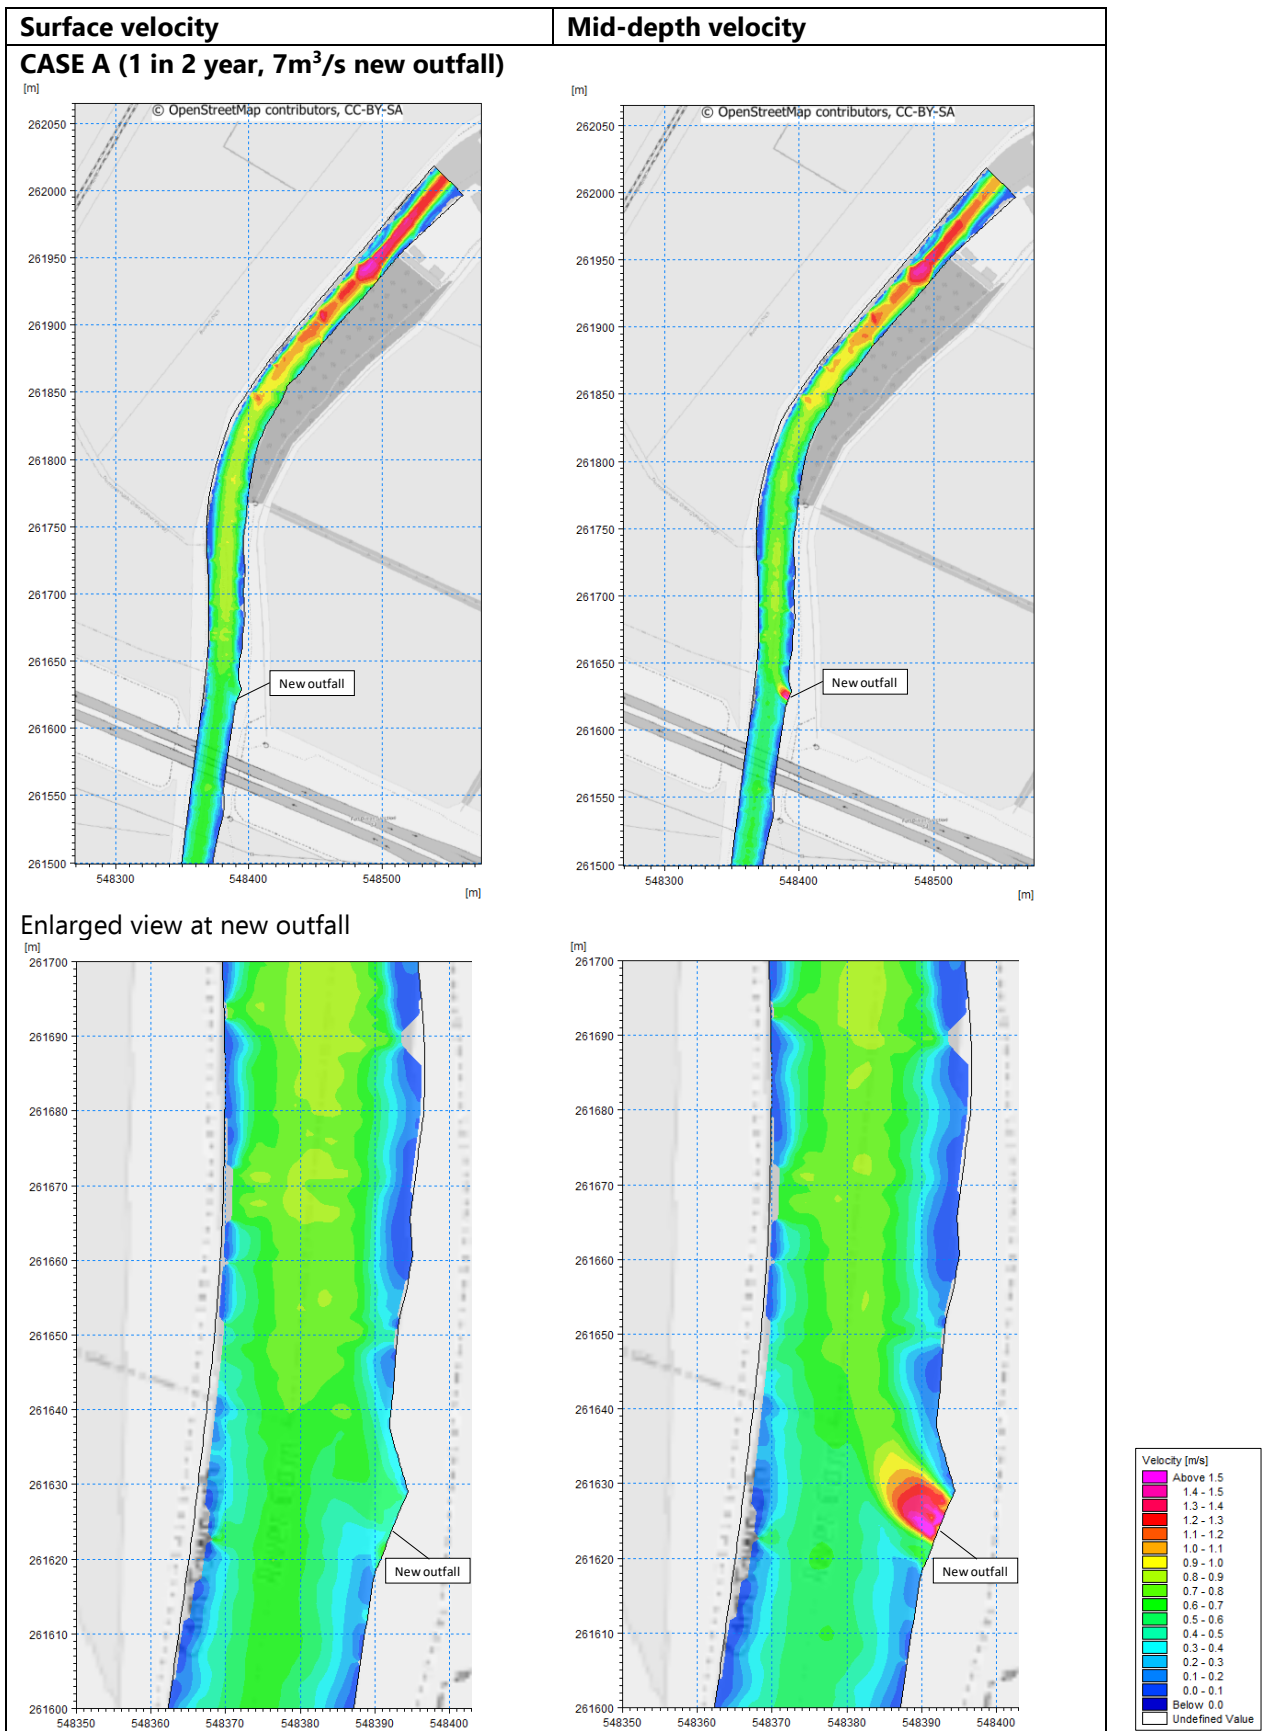 Surface velocity
Mid-depth velocity
CASE A (1 in 2 year, 7m³/s new outfall)
[m]
[m]
© OpenStreetMap contributors, CC-BY-SA
© OpenStreetMap contributors, CC-BY-SA
262050
262000
261950
261900
261850
261800
261750
261700
261650
261600
261550
261500
New outfall
548300
548400
548500
[m]
262050
262000
261950
261900
261850
261800
261750
261700
261650
261600
261550
261500
New outfall
548300
548400
548500
[m]
Enlarged view at new outfall
[m]
[m]
261700
261690
261680
261670
261660
261650
261640
261630
261620
261610
261600
New outfall
548350
548360
548370
548380
548390
548400
261700
261690
261680
261670
261660
261650
261640
261630
261620
261610
261600
New outfall
548350
548360
548370
548380
548390
548400
Velocity [m/s]
Above 1.5
1.4 - 1.5
1.3 - 1.4
1.2 - 1.3
1.1 - 1.2
1.0 - 1.1
0.9 - 1.0
0.8 - 0.9
0.7 - 0.8
0.6 - 0.7
0.5 - 0.6
0.4 - 0.5
0.3 - 0.4
0.2 - 0.3
0.1 - 0.2
0.0 - 0.1
Below 0.0
Undefined Value